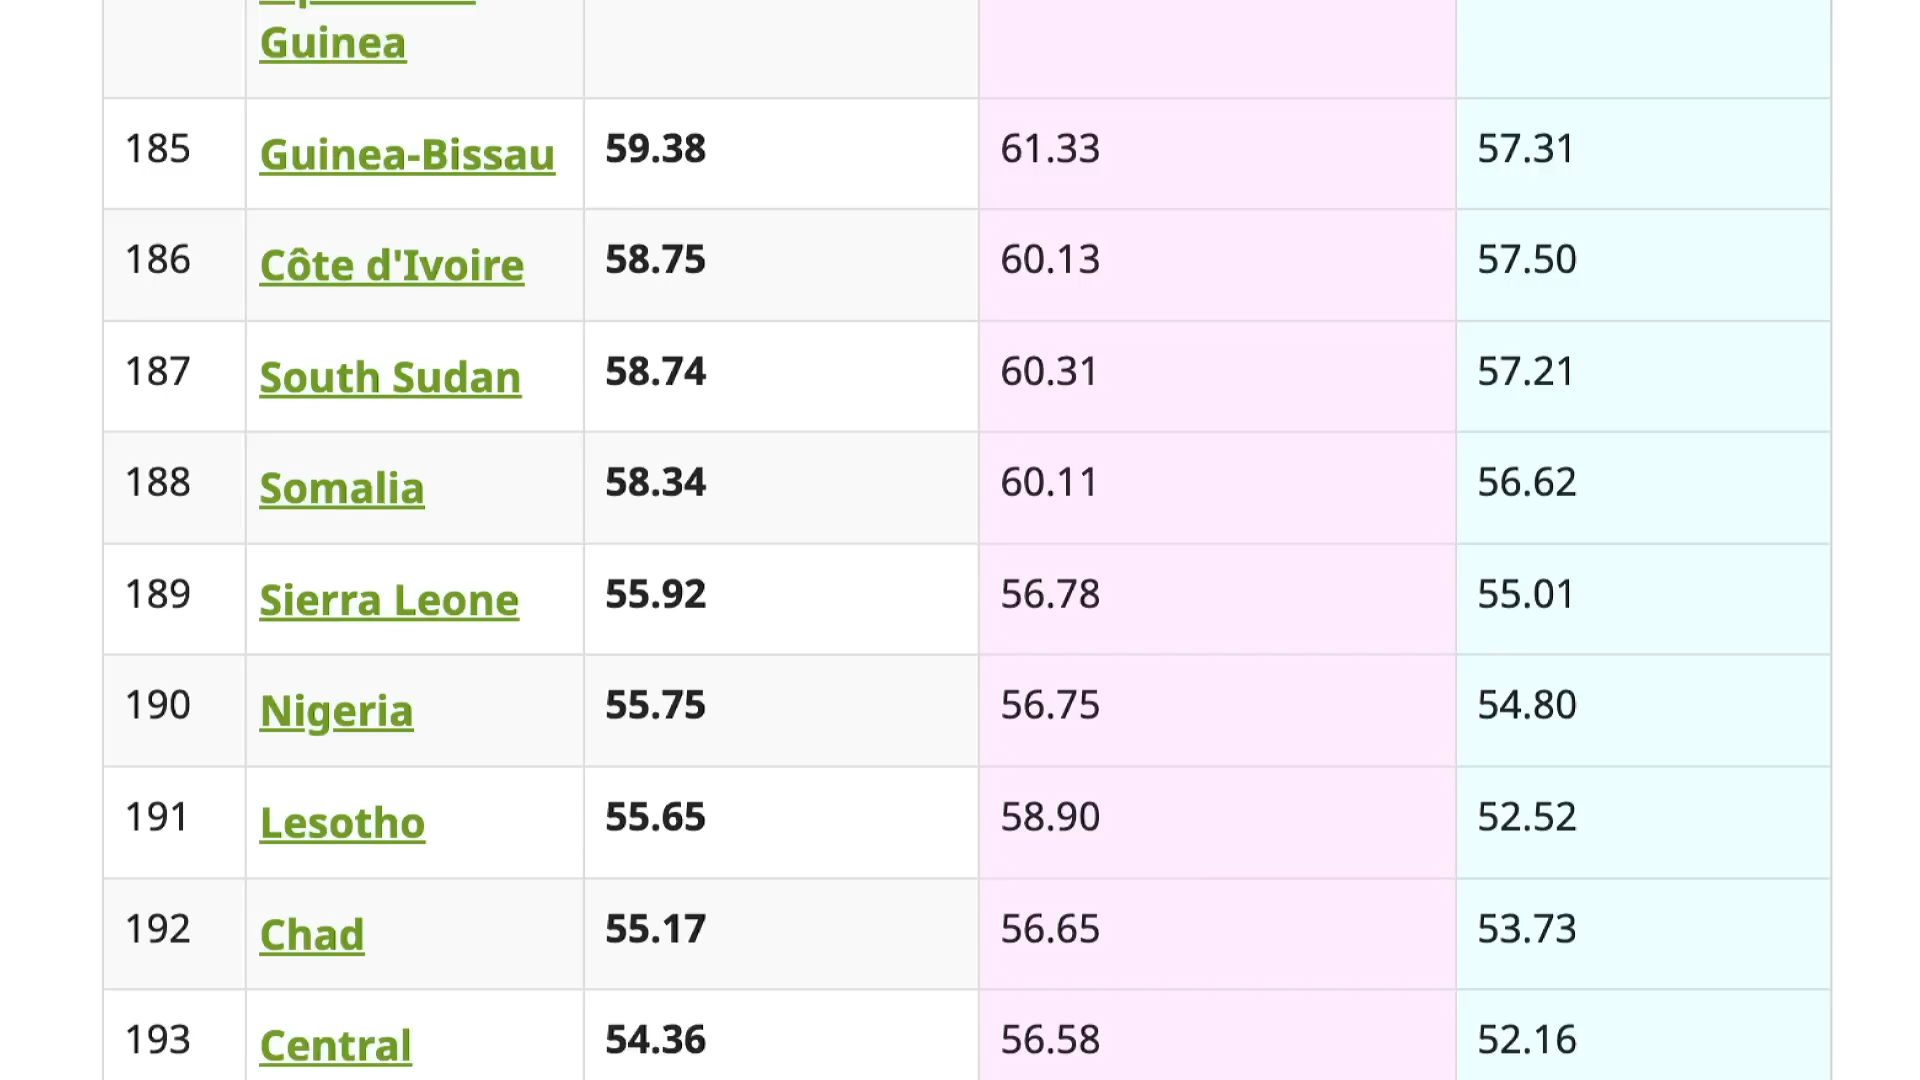 Guinea
185 Guinea-Bissau 59.38 61.33 57.31
186 Côte d'Ivoire 58.75 60.13 57.50
187 South Sudan 58.74 60.31 57.21
188 Somalia 58.34 60.11 56.62
189 Sierra Leone 55.92 56.78 55.01
190 Nigeria 55.75 56.75 54.80
191 Lesotho 55.65 58.90 52.52
192 Chad 55.17 56.65 53.73
193 Central 54.36 56.58 52.16